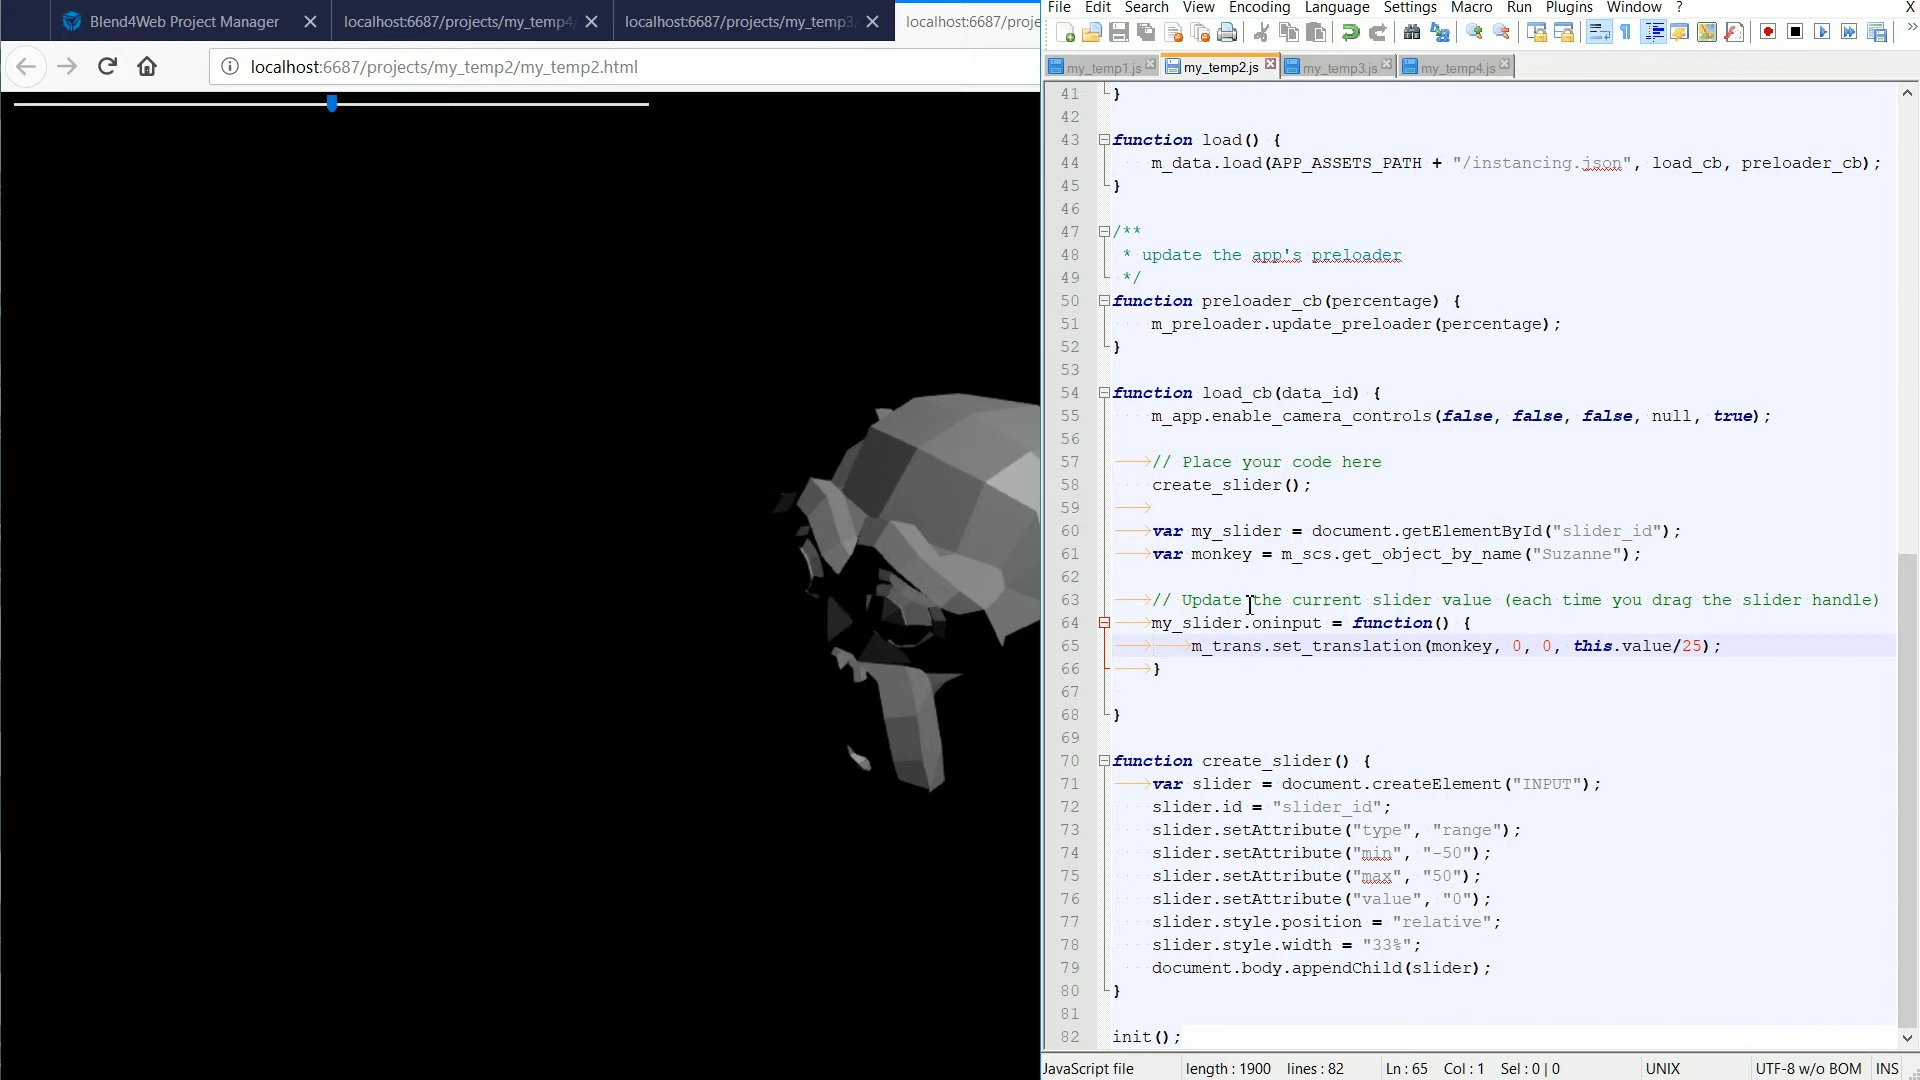 Blend4Web Project Manager
localhost:6687/projects/my_temp4
localhost:6687/projects/my_temp3
localhost:6687/proje
localhost:6687/projects/my_temp2/my_temp2.html
File Edit Search View Encoding Language Settings Macro Run Plugins Window ? X
my_temp1.js my_temp2.js my_temp3.js my_temp4.js
41 }
42
43 function load() {
44 m_data.load(APP_ASSETS_PATH + "/instancing.json", load_cb, preloader_cb);
45 }
46
47 /**
48 * update the app's preloader
49 */
50 function preloader_cb(percentage) {
51 m_preloader.update_preloader(percentage);
52 }
53
54 function load_cb(data_id) {
55 m_app.enable_camera_controls(false, false, false, null, true);
56
57 // Place your code here
58 create_slider();
59
60 var my_slider = document.getElementById("slider_id");
61 var monkey = m_scs.get_object_by_name("Suzanne");
62
63 // Update the current slider value (each time you drag the slider handle)
64 my_slider.oninput = function() {
65 m_trans.set_translation(monkey, 0, 0, this.value/25);
66 }
67
68 }
69
70 function create_slider() {
71 var slider = document.createElement("INPUT");
72 slider.id = "slider_id";
73 slider.setAttribute("type", "range");
74 slider.setAttribute("min", "-50");
75 slider.setAttribute("max", "50");
76 slider.setAttribute("value", "0");
77 slider.style.position = "relative";
78 slider.style.width = "33%";
79 document.body.appendChild(slider);
80 }
81
82 init();
JavaScript file length : 1900 lines : 82 Ln : 65 Col : 1 Sel : 0 | 0 UNIX UTF-8 w/o BOM INS